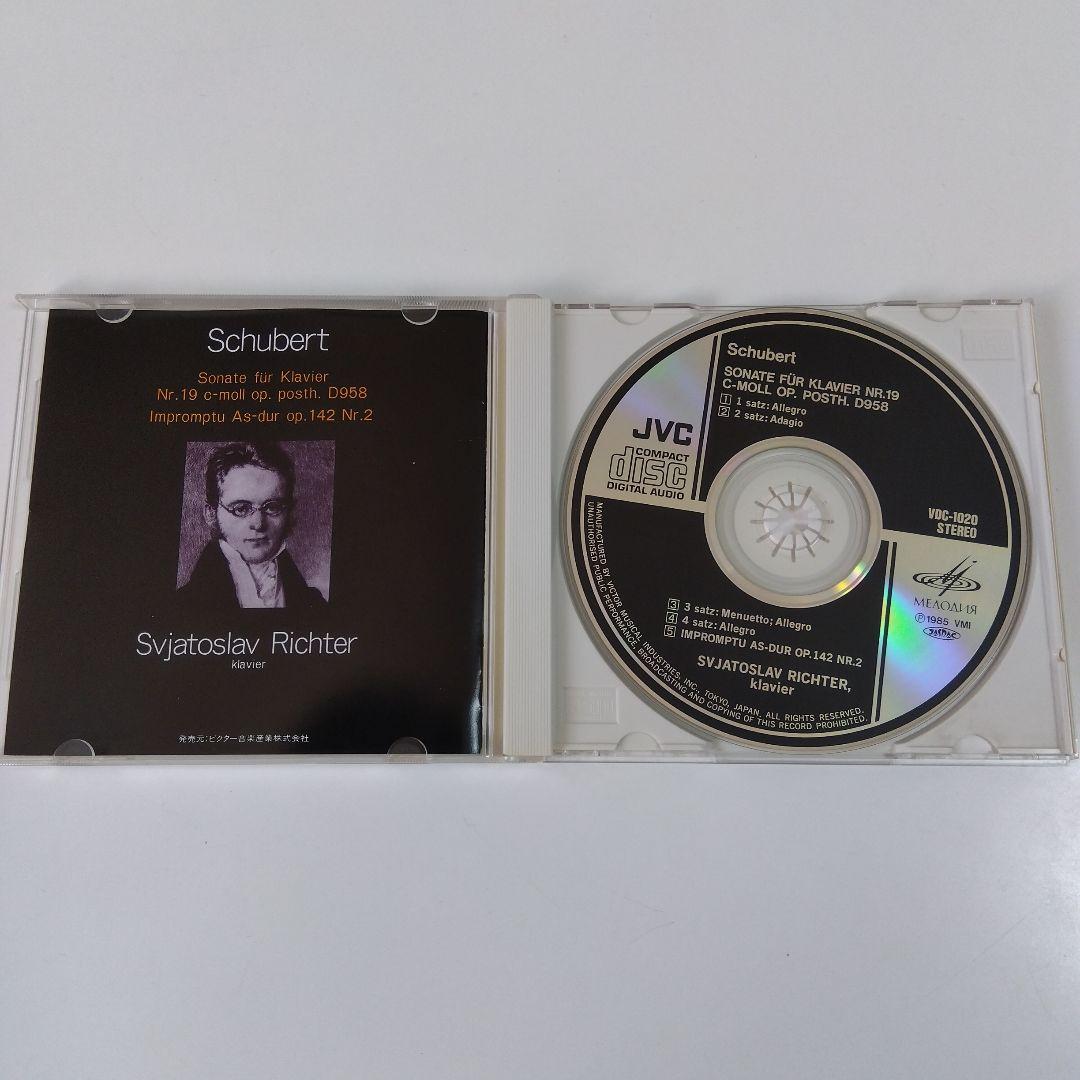 Schubert
Sonate für Klavier
Nr.19 c-moll op. posth. D958
Impromptu As-dur op.142 Nr.2
Svjatoslav Richter
klavier
発売元:ビクター音楽産業株式会社
Schubert
SONATE FÜR KLAVIER NR.19
C-MOLL OP. POSTH. D958
1 1 satz: Allegro
2 2 satz: Adagio
JVC
COMPACT
disc
DIGITAL AUDIO
VDC-1020
STEREO
МЕЛОДИЯ
Ⓟ1985 VMI
JASRAC
3 3 satz: Menuetto; Allegro
4 4 satz: Allegro
5 IMPROMPTU AS-DUR OP.142 NR.2
SVJATOSLAV RICHTER,
klavier
MANUFACTURED BY VICTOR MUSICAL INDUSTRIES, INC., TOKYO, JAPAN. ALL RIGHTS RESERVED.
UNAUTHORISED PUBLIC PERFORMANCE, BROADCASTING AND COPYING OF THIS RECORD PROHIBITED.